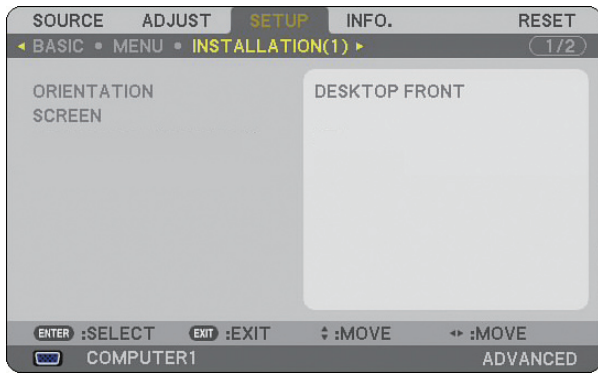 SOURCE ADJUST SETUP INFO. RESET
BASIC • MENU • INSTALLATION(1) 1/2
ORIENTATION DESKTOP FRONT
SCREEN
ENTER :SELECT EXIT :EXIT :MOVE :MOVE
COMPUTER1 ADVANCED